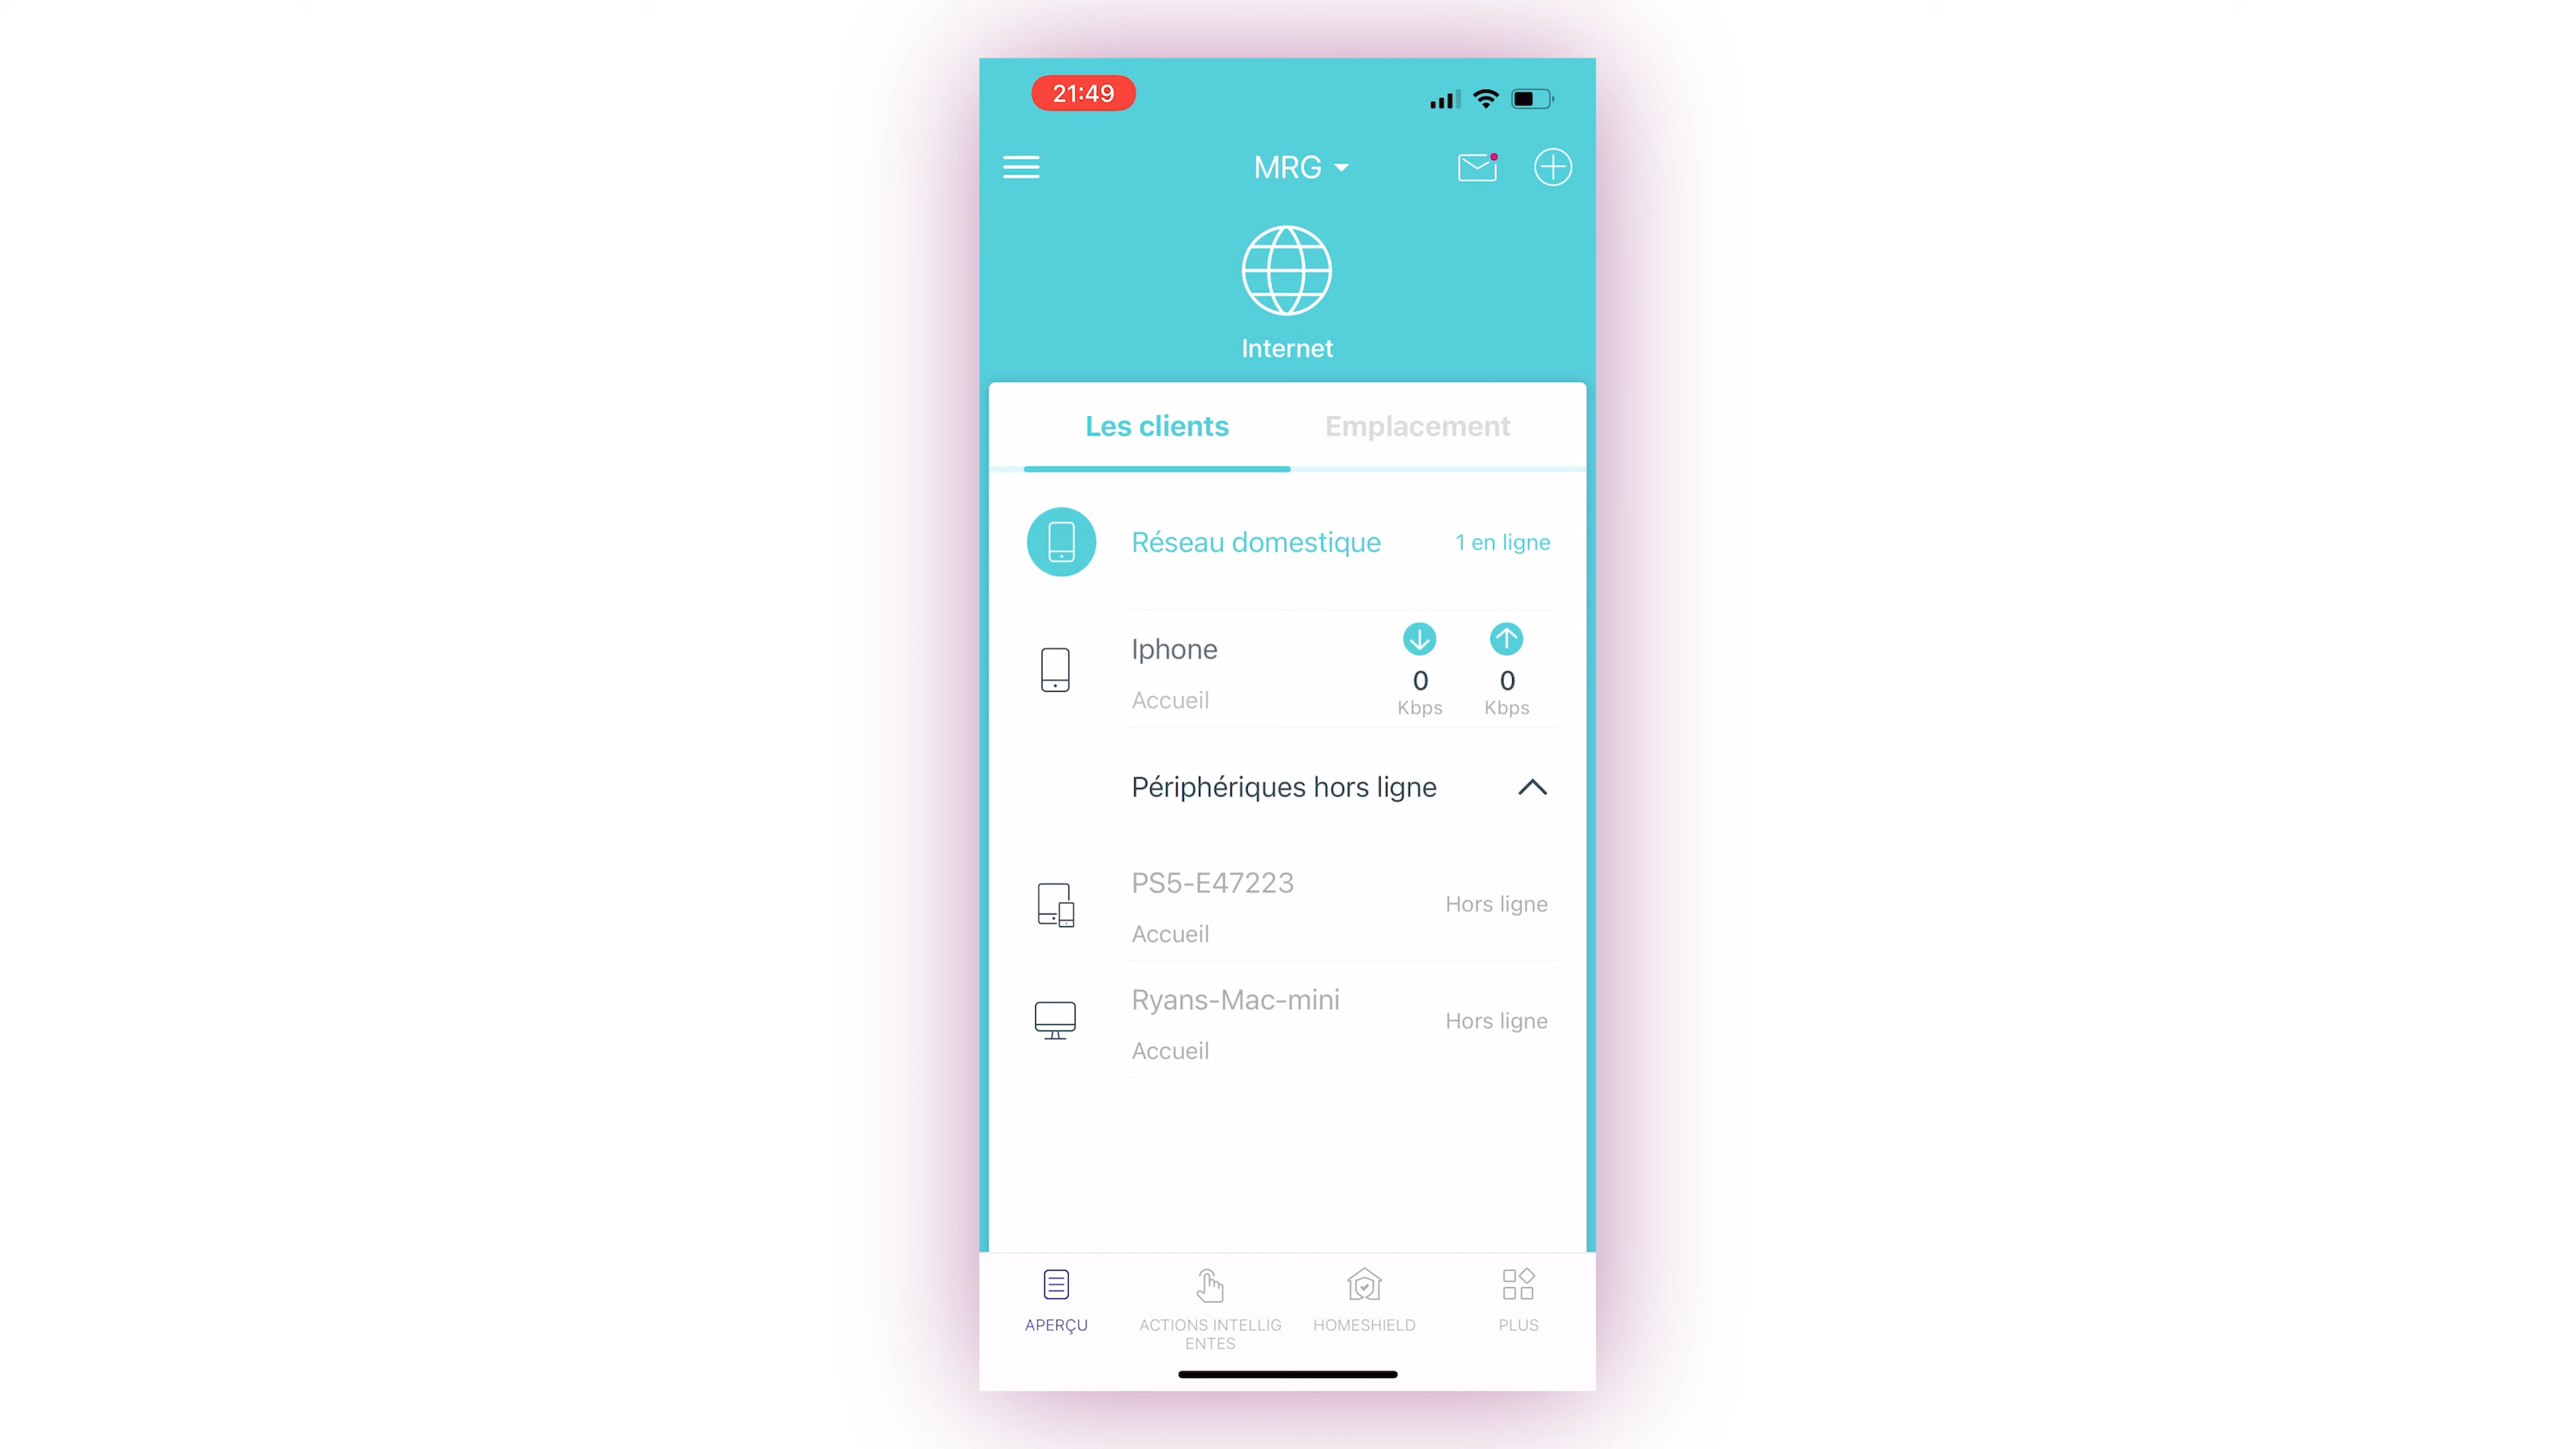 21:49
MRG
Internet
Les clients Emplacement
Réseau domestique 1 en ligne
Iphone
Accueil
0 0
Kbps Kbps
Périphériques hors ligne
PS5-E47223
Hors ligne
Accueil
Ryans-Mac-mini
Hors ligne
Accueil
APERÇU
ACTIONS INTELLIG
ENTES
HOMESHIELD
PLUS